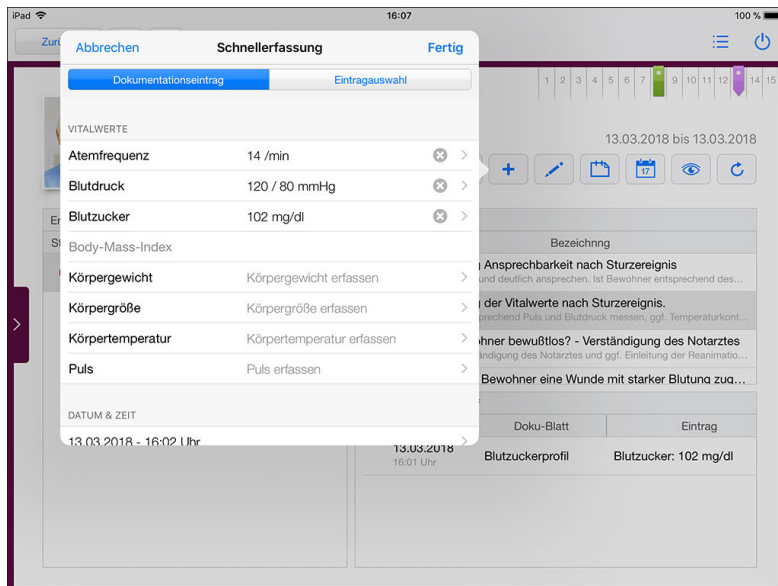 iPad 16:07 100 %
Abbrechen Schnellerfassung Fertig
Dokumentationseintrag Eintragauswahl
1 2 3 4 5 6 7 9 10 11 12 14 15
13.03.2018 bis 13.03.2018
17
VITALWERTE
Atemfrequenz 14 /min
Blutdruck 120 / 80 mmHg
Blutzucker 102 mg/dl
Body-Mass-Index
Körpergewicht Körpergewicht erfassen
Körpergröße Körpergröße erfassen
Körpertemperatur Körpertemperatur erfassen
Puls Puls erfassen
DATUM & ZEIT
13.03.2018 - 16:02 Uhr
Bezeichnng
Ansprechbarkeit nach Sturzereignis
und deutlich ansprechen. Ist Bewohner entsprechend des...
der Vitalwerte nach Sturzereignis.
Puls und Blutdruck messen, ggf. Temperaturkont...
bewußtlos? - Verständigung des Notarztes
des Notarztes und ggf. Einleitung der Reanimatio...
Bewohner eine Wunde mit starker Blutung zug...
Doku-Blatt Eintrag
13.03.2018
16:01 Uhr
Blutzuckerprofil Blutzucker: 102 mg/dl